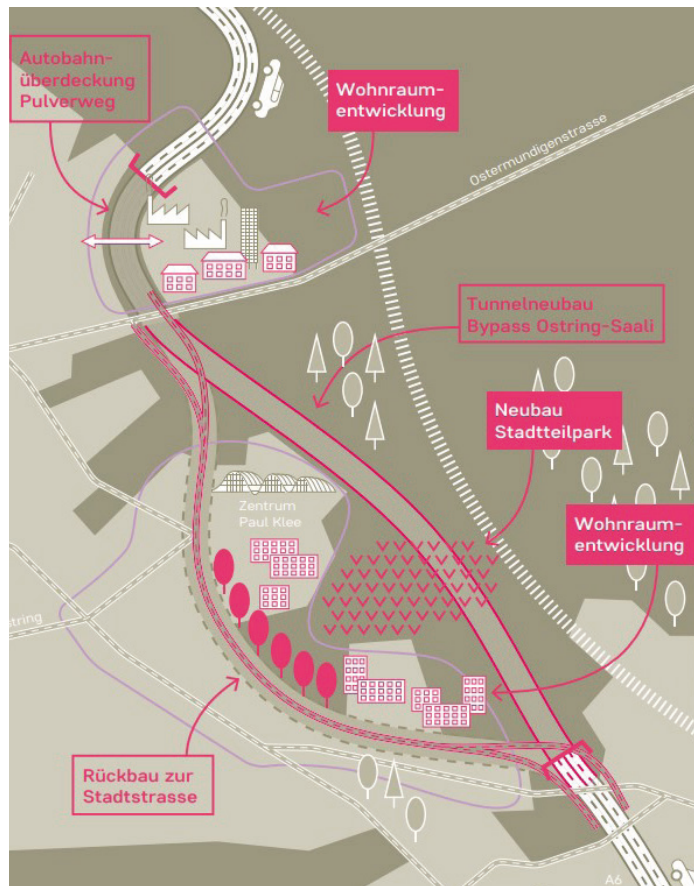 Autobahn-
überdeckung
Pulverweg
Wohnraum-
entwicklung
Ostermundigenstrasse
Tunnelneubau
Bypass Ostring-Saali
Neubau
Stadtteilpark
Zentrum
Paul Klee
Wohnraum-
entwicklung
string
Rückbau zur
Stadtstrasse
A6